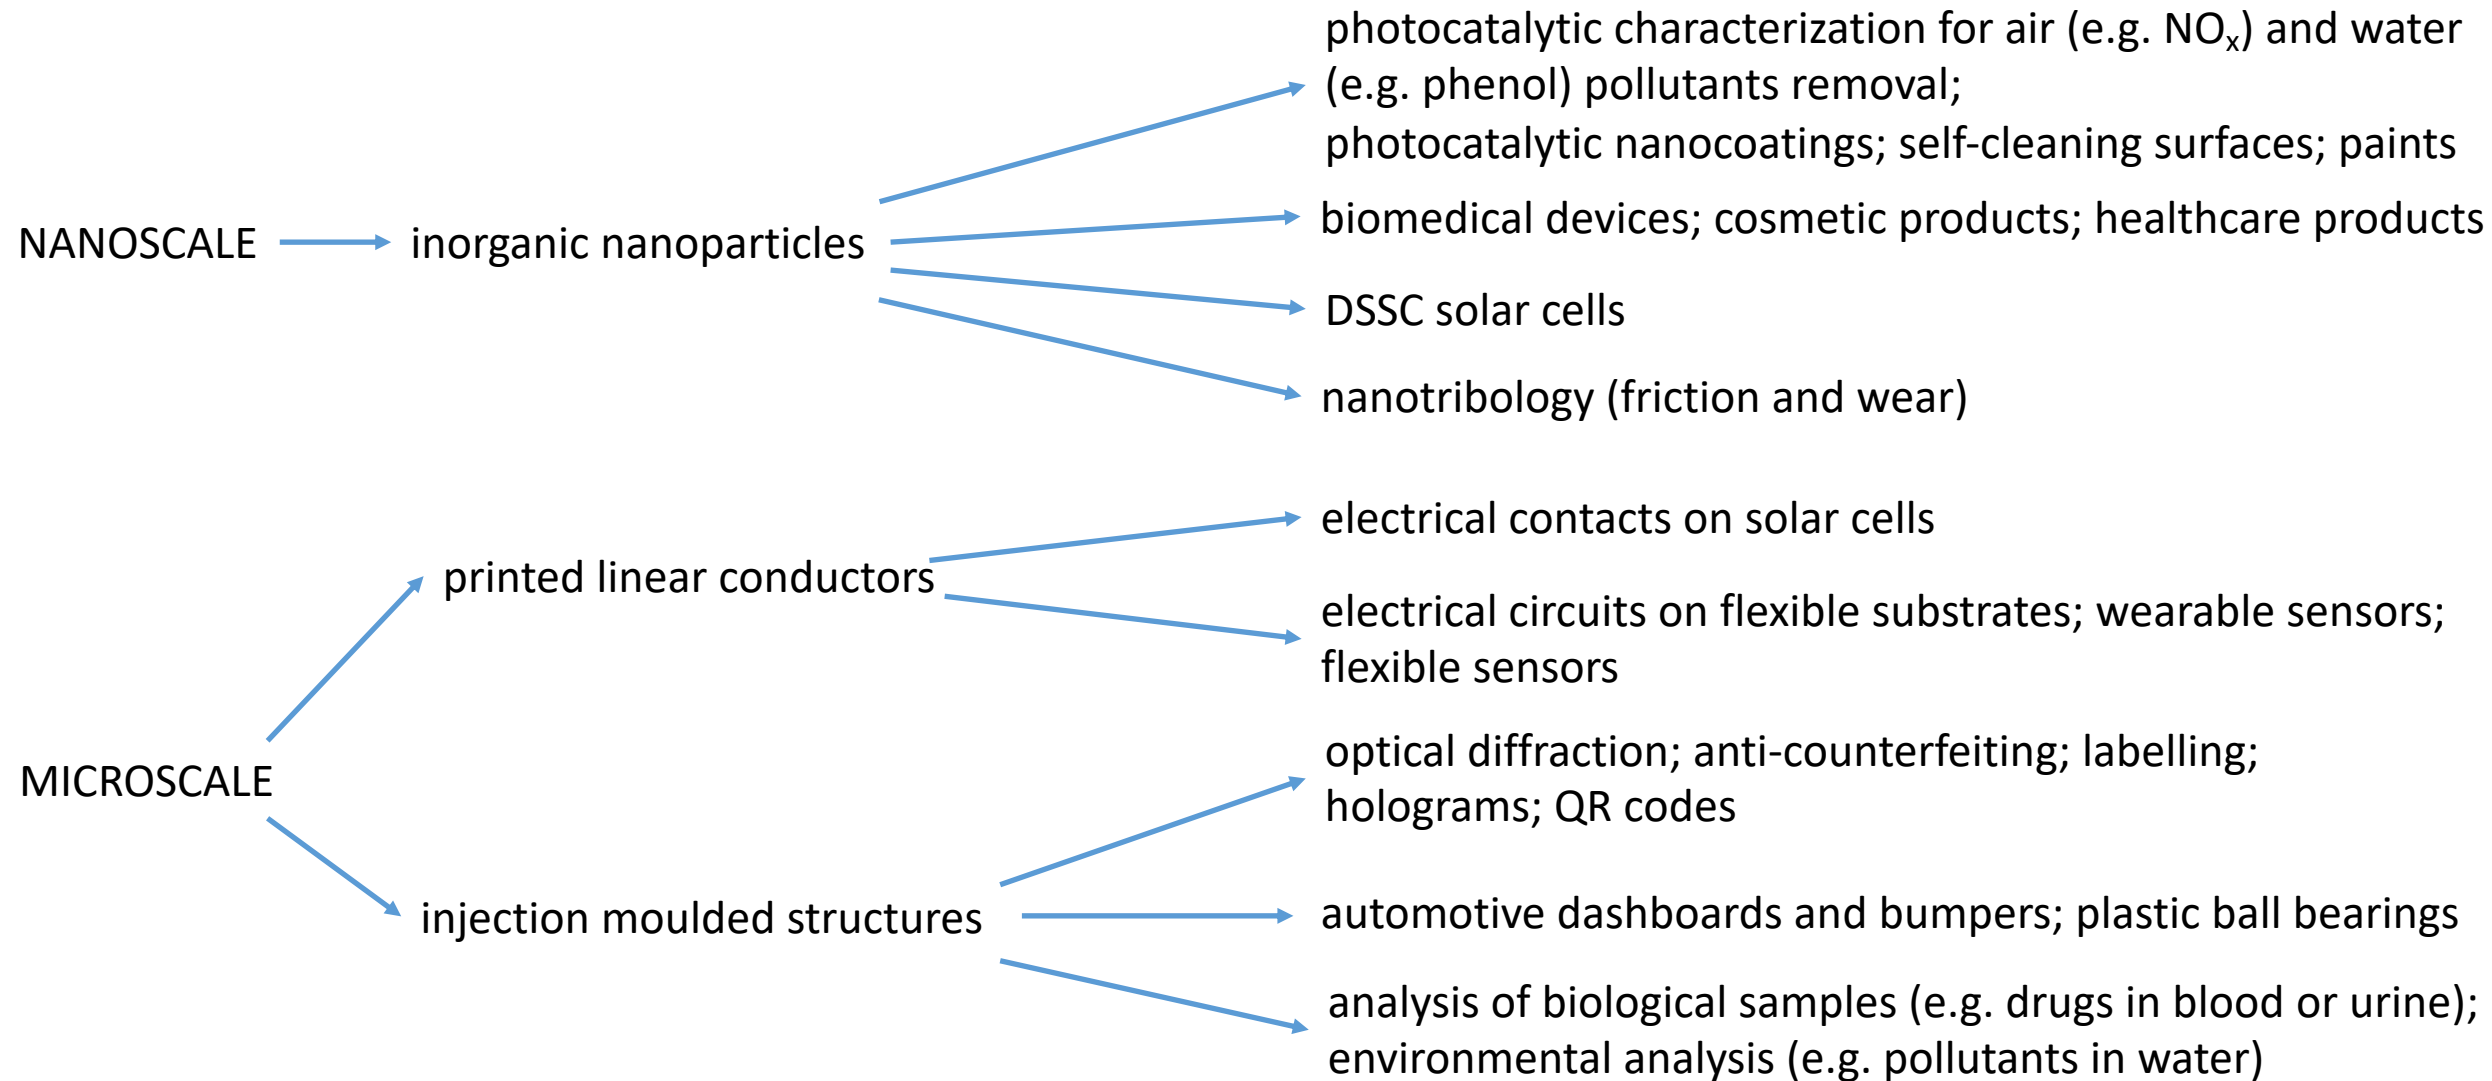 photocatalytic characterization for air (e.g. NOx) and water
(e.g. phenol) pollutants removal;
photocatalytic nanocoatings; self-cleaning surfaces; paints
NANOSCALE
inorganic nanoparticles
biomedical devices; cosmetic products; healthcare products
DSSC solar cells
nanotribology (friction and wear)
electrical contacts on solar cells
printed linear conductors
electrical circuits on flexible substrates; wearable sensors;
flexible sensors
MICROSCALE
optical diffraction; anti-counterfeiting; labelling;
holograms; QR codes
injection moulded structures
automotive dashboards and bumpers; plastic ball bearings
analysis of biological samples (e.g. drugs in blood or urine);
environmental analysis (e.g. pollutants in water)